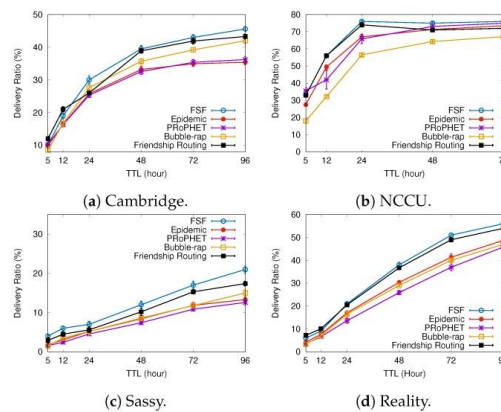 50
40
30
20
10
0
Delivery Ratio (%)
FSF
Epidemic
PRoPHET
Bubble-rap
Friendship Routing
5 12 24 48 72 96
TTL (hour)
(a) Cambridge.
80
70
60
50
40
30
20
10
0
Delivery Ratio (%)
FSF
Epidemic
PRoPHET
Bubble-rap
Friendship Routing
5 12 24 48
TTL (hour)
(b) NCCU.
30
20
10
0
Delivery Ratio (%)
FSF
Epidemic
PRoPHET
Bubble-rap
Friendship Routing
5 12 24 48 72 96
TTL (hour)
(c) Sassy.
60
50
40
30
20
10
0
Delivery Ratio (%)
FSF
Epidemic
PRoPHET
Bubble-rap
Friendship Routing
5 12 24 48 72
TTL (Hour)
(d) Reality.